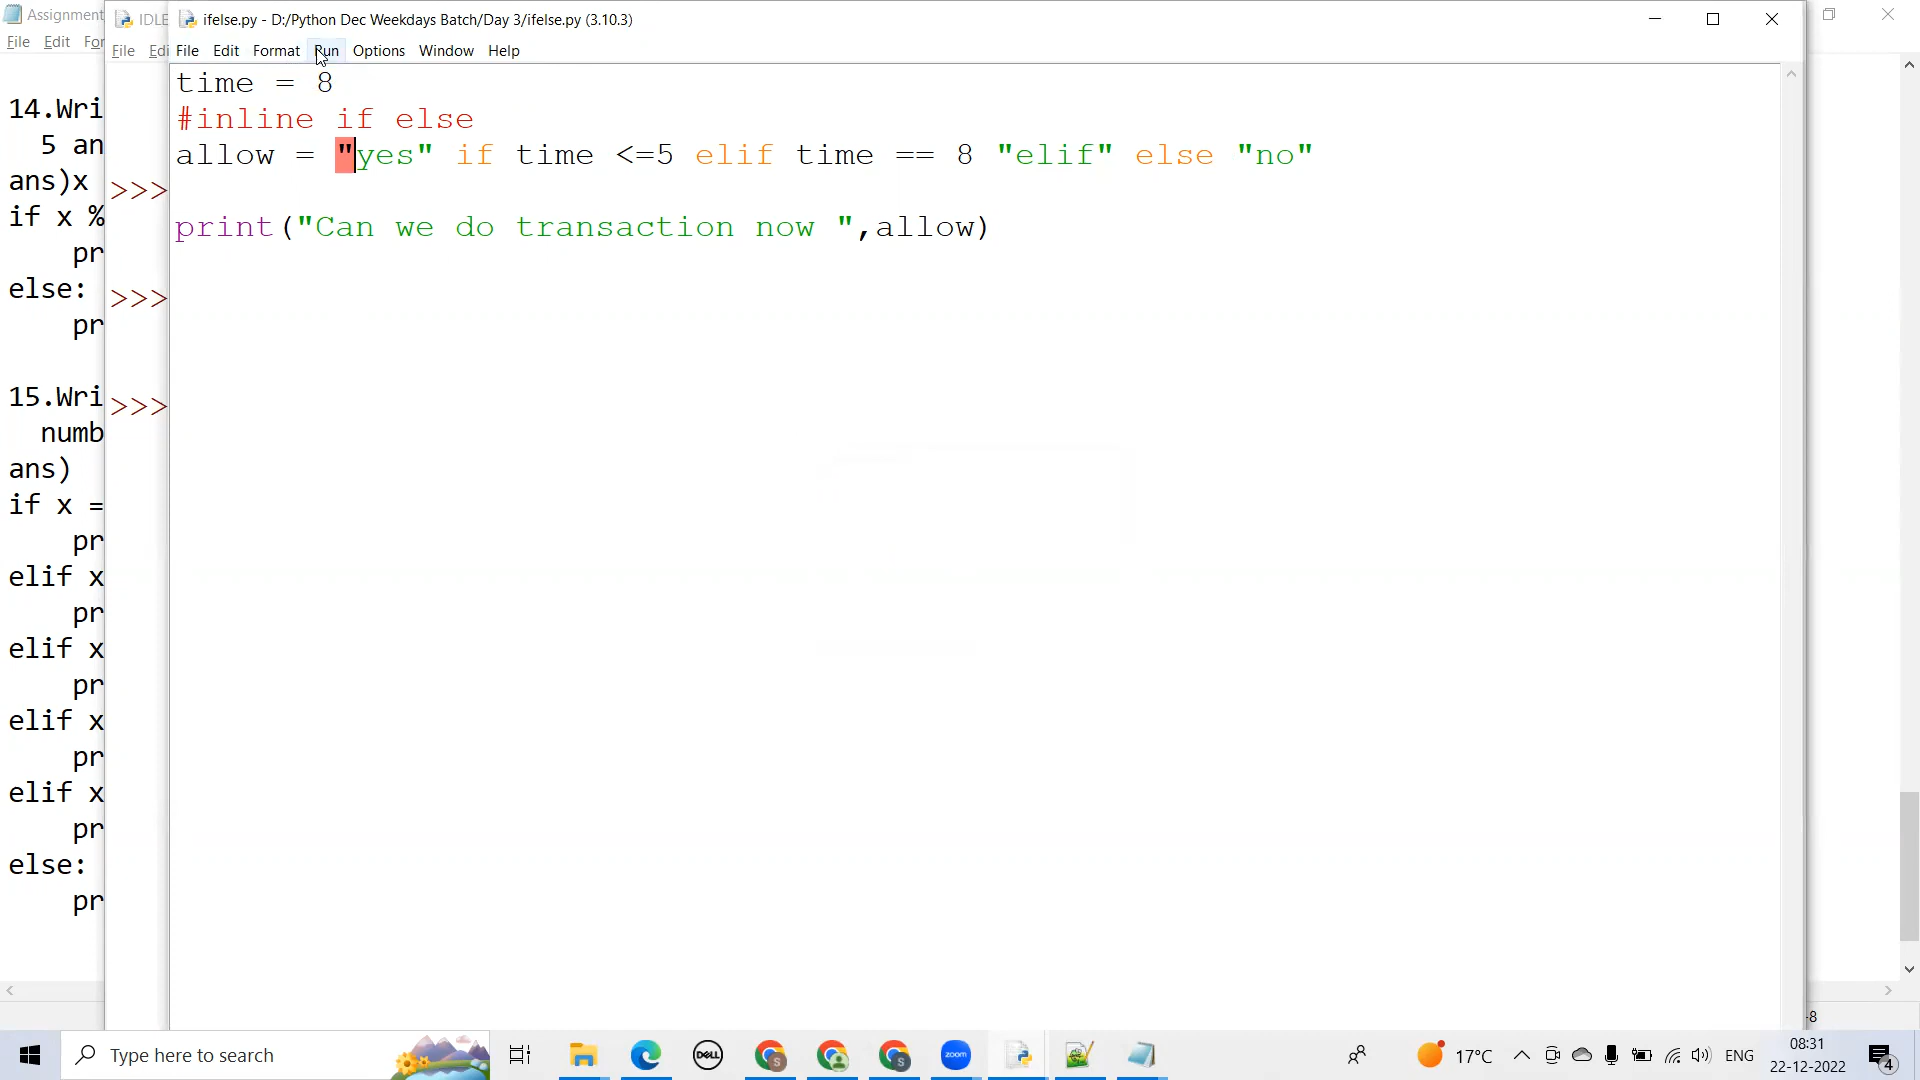 Assignment
File Edit For
14.Wri
5 an
ans)x
if x %
pr
else:
pr
15.Wri
numb
ans)
if x =
pr
elif x
pr
elif x
pr
elif x
pr
elif x
pr
else:
pr
IDLE
File Edi
>>>
>>>
>>>
ifelse.py - D:/Python Dec Weekdays Batch/Day 3/ifelse.py (3.10.3)
File Edit Format Run Options Window Help
time = 8
#inline if else
allow = "yes" if time <=5 elif time == 8 "elif" else "no"
print("Can we do transaction now ",allow)
-8
Type here to search
DELL
S
S
zoom
17°C
ENG
08:31
22-12-2022
4